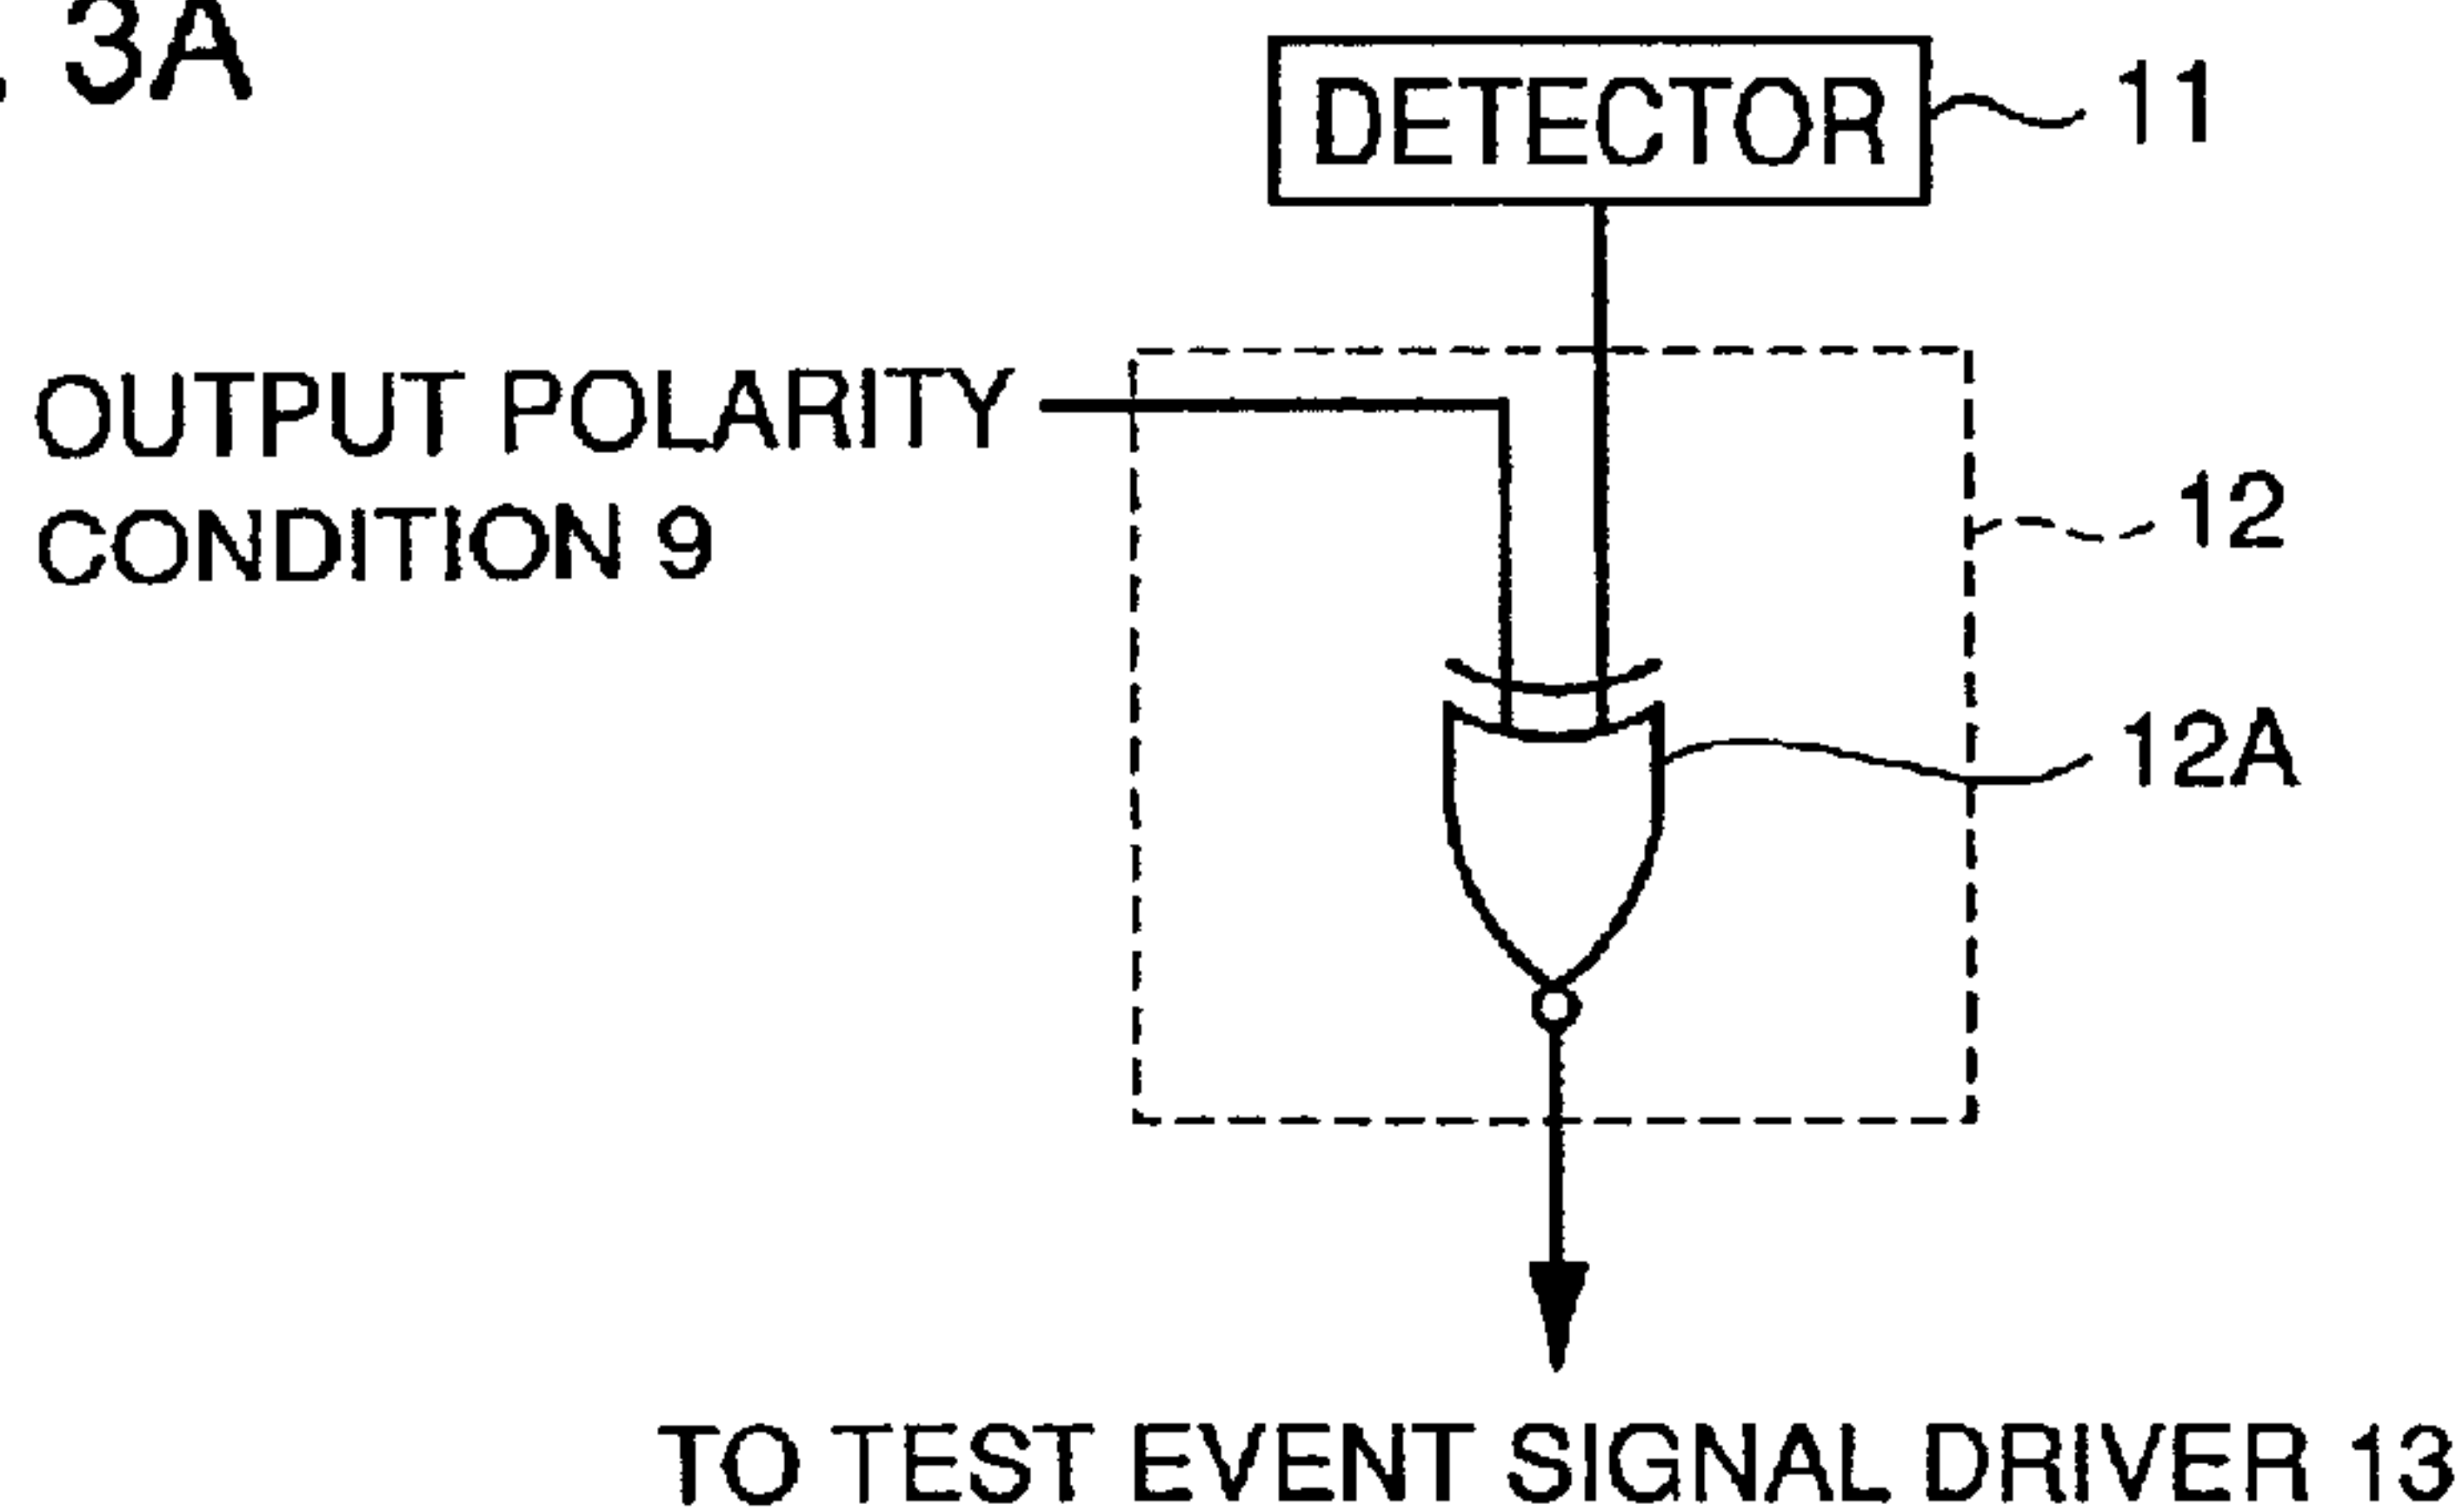 3A
DETECTOR
11
OUTPUT POLARITY
CONDITION 9
12
12A
TO TEST EVENT SIGNAL DRIVER 13